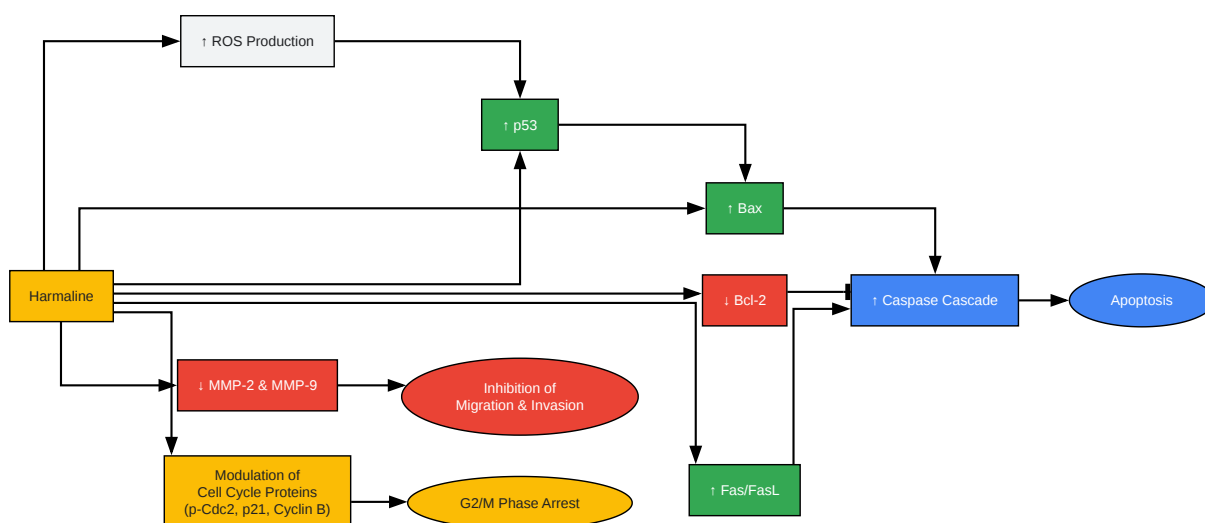 ↑ ROS Production
↑ p53
↑ Bax
Harmaline
↓ Bcl-2
↑ Caspase Cascade
Apoptosis
↓ MMP-2 & MMP-9
Inhibition of
Migration & Invasion
Modulation of
Cell Cycle Proteins
(p-Cdc2, p21, Cyclin B)
G2/M Phase Arrest
↑ Fas/FasL